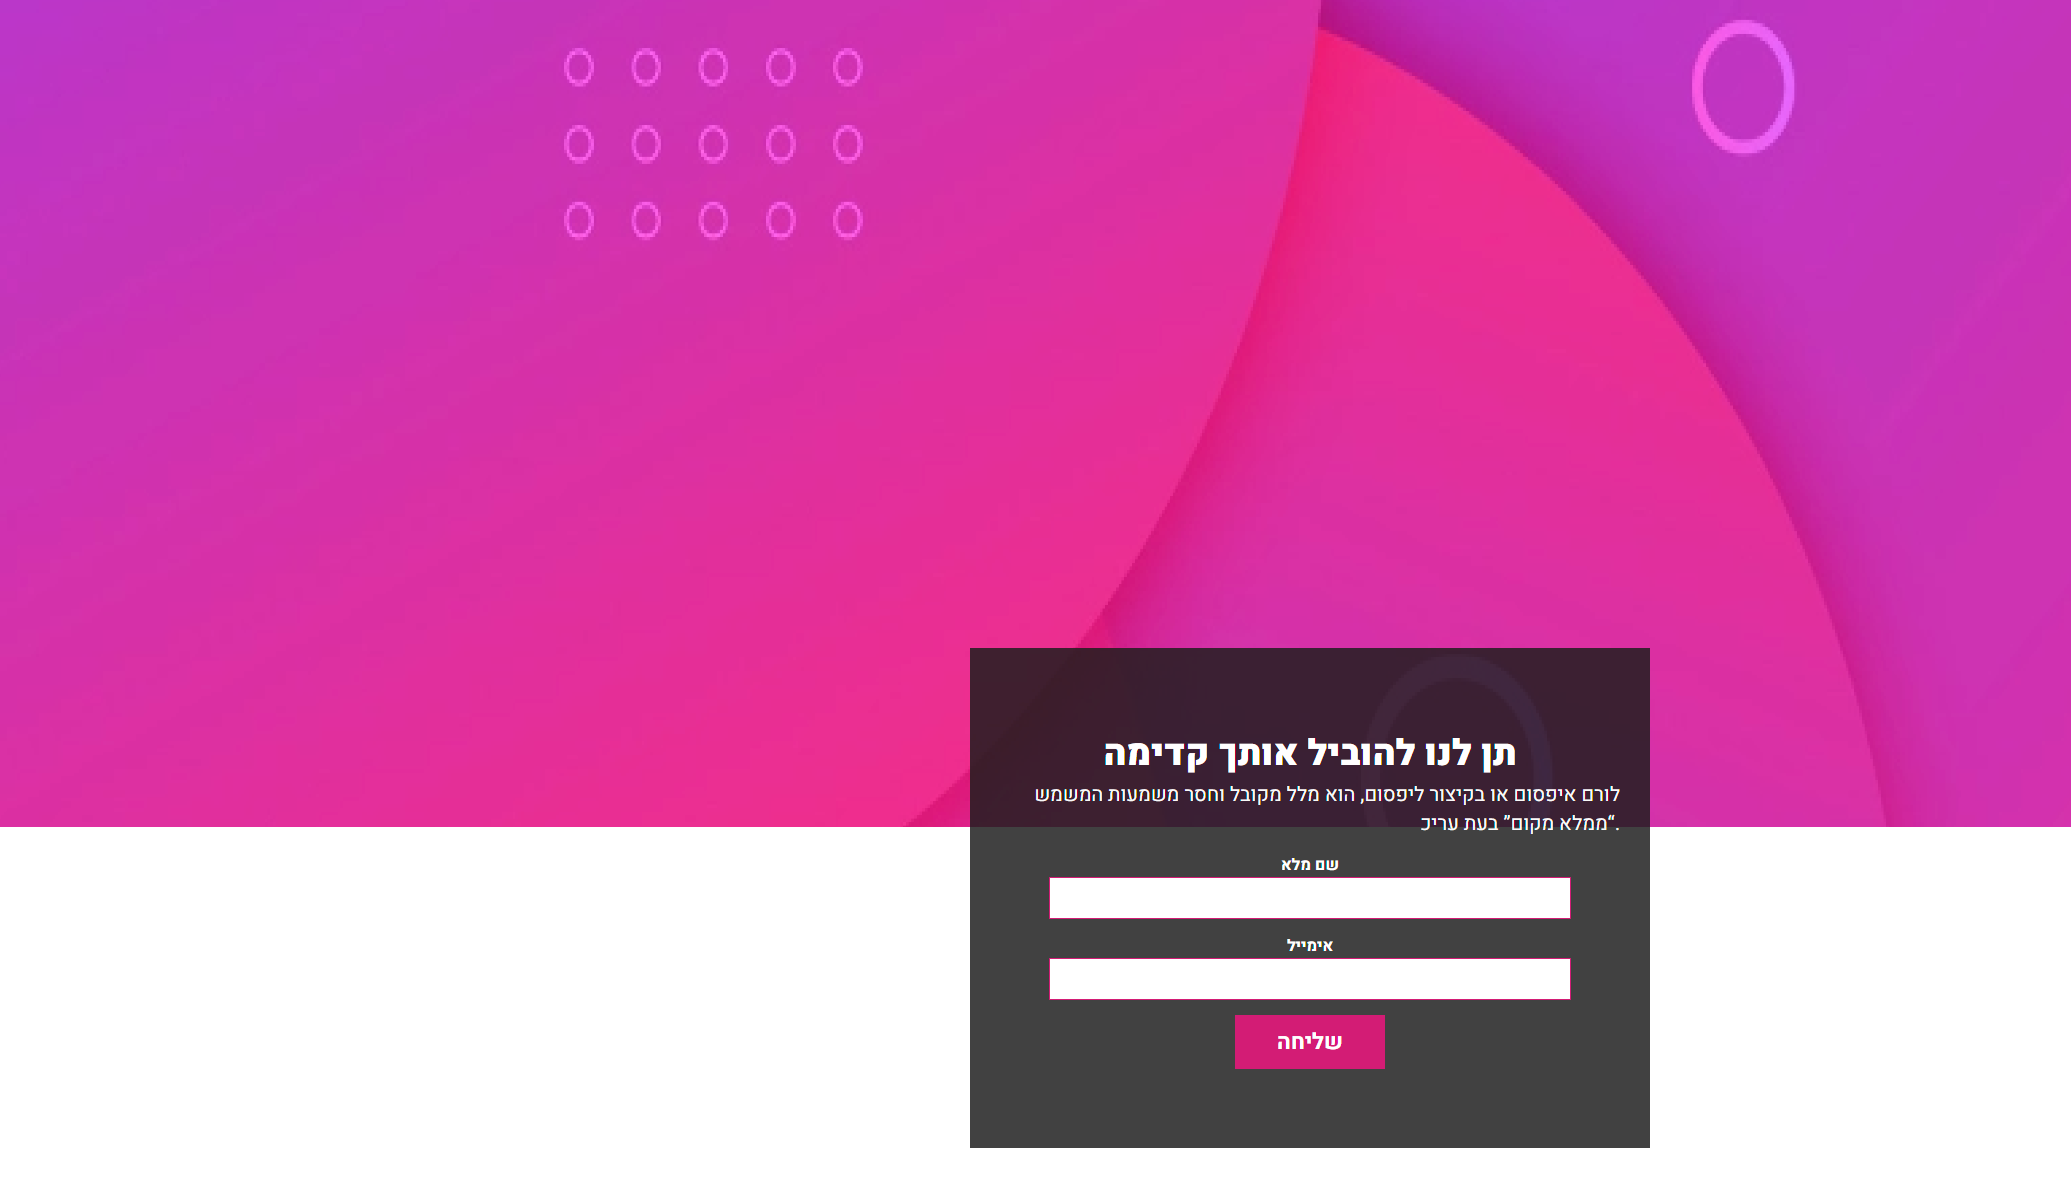 תן לנו להוביל אותך קדימה
לורם איפסום או בקיצור ליפסום, הוא מלל מקובל וחסר משמעות המשמש
.“ממלא מקום” בעת עריכ
שם מלא
אימייל
שליחה